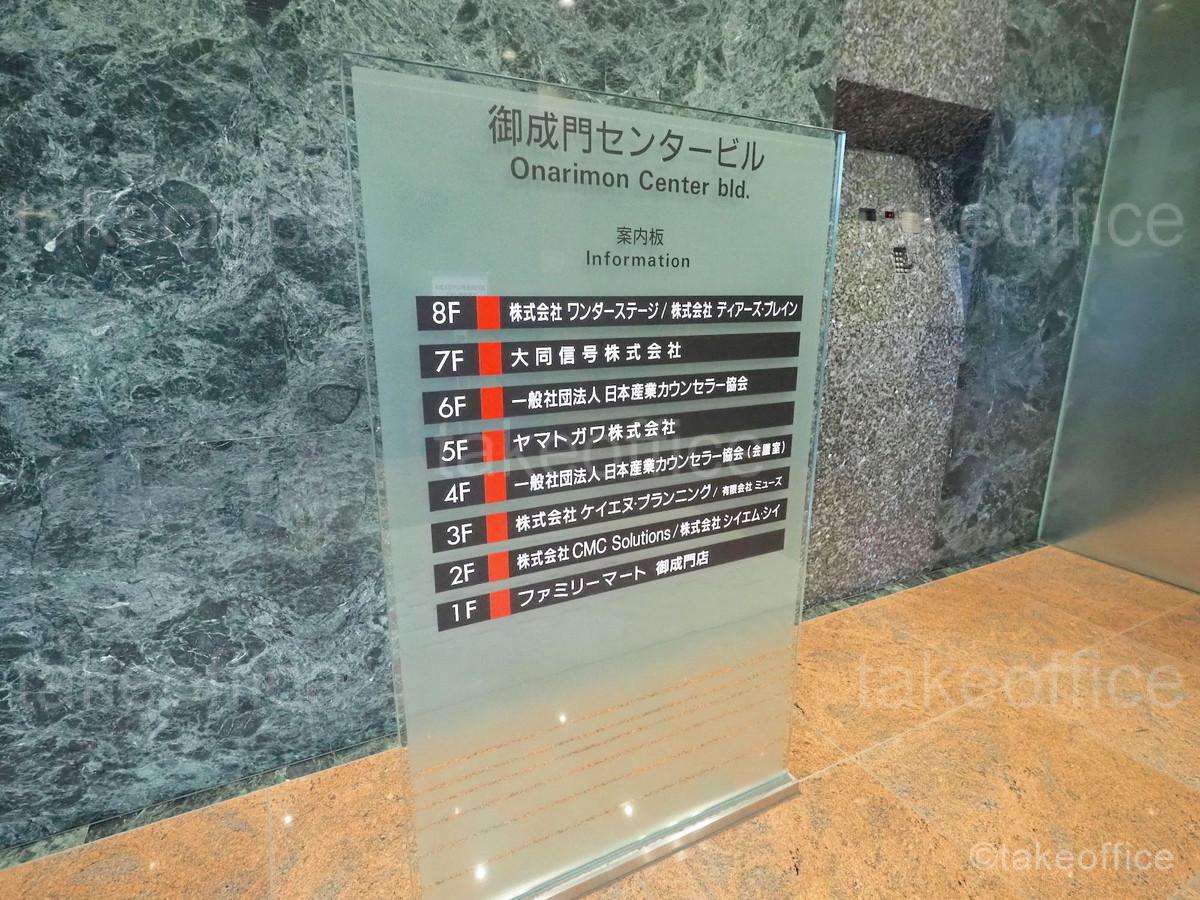 御成門センタービル
Onarimon Center bld.
案内板
Information
8F 株式会社 ワンダーステージ / 株式会社 ディアーズ・ブレイン
7F 大同信号株式会社
6F 一般社団法人 日本産業カウンセラー協会
5F ヤマトガワ株式会社
4F 一般社団法人 日本産業カウンセラー協会 (会議室)
3F 株式会社 ケイエヌ・プランニング / 有限会社 ミューズ
2F 株式会社 CMC Solutions / 株式会社 シイエム・シイ
1F ファミリーマート 御成門店
takeoffice
takeoffice
takeoffice
takeoffice
takeoffice
©takeoffice